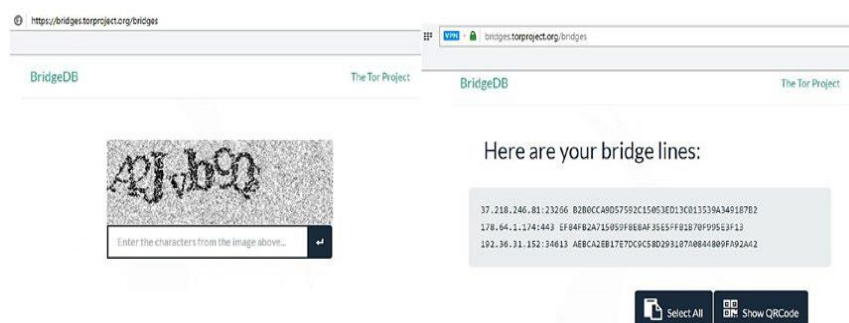 https://bridges.torproject.org/bridges
BridgeDB
The Tor Project
Enter the characters from the image above...
VPN
bridges.torproject.org/bridges
BridgeDB
The Tor Project
Here are your bridge lines:
37.218.246.81:23266
178.64.1.174:443
192.36.31.152:34613
Select All
Show QRCode